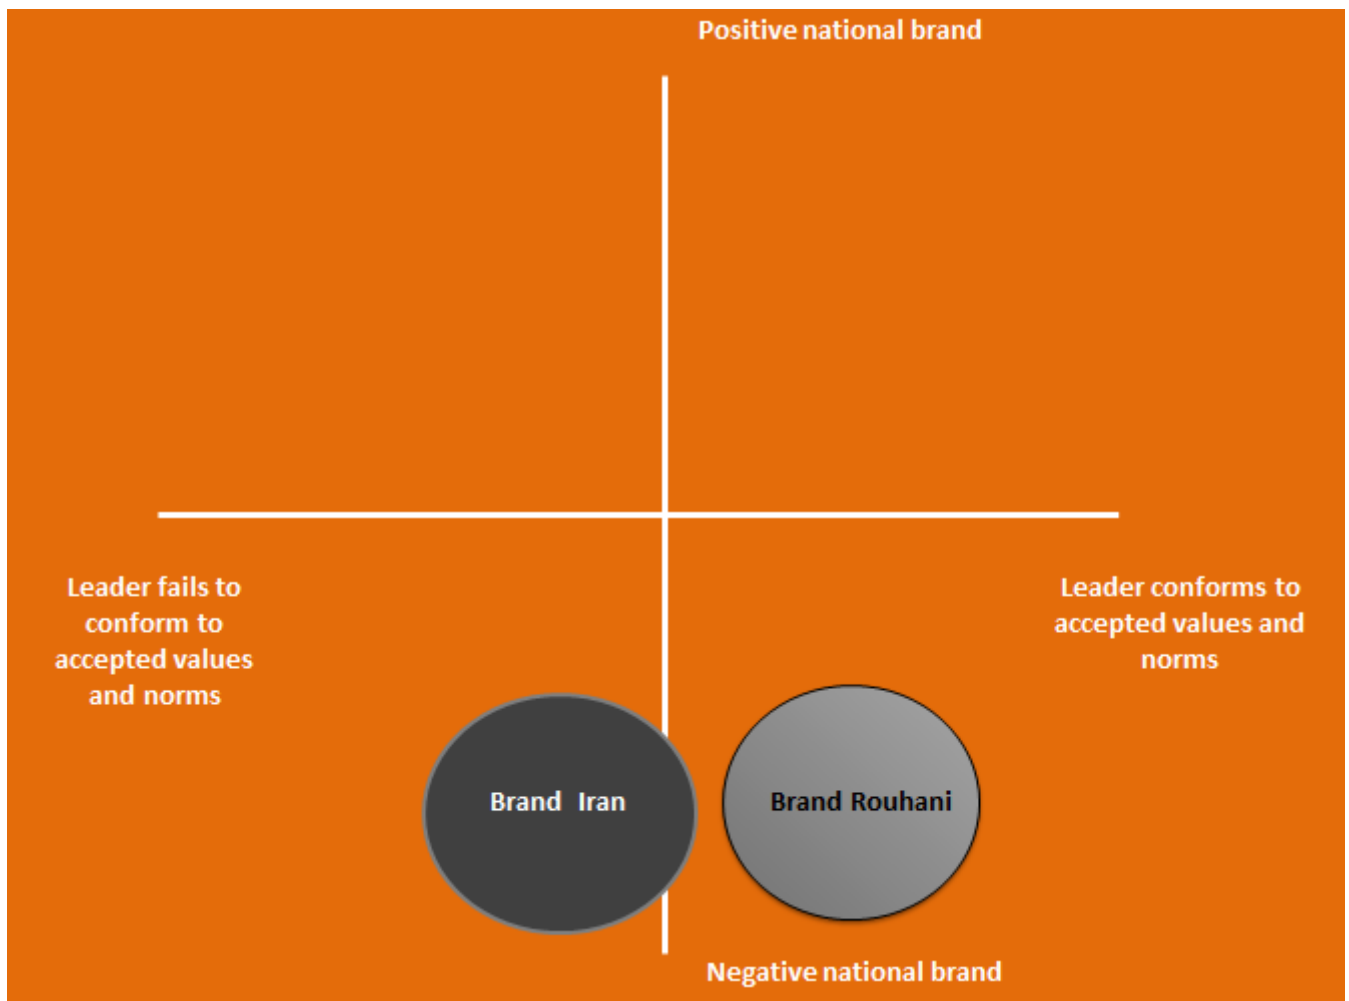 Positive national brand
Leader fails to
conform to
accepted values
and norms
Leader conforms to
accepted values and
norms
Brand Iran
Brand Rouhani
Negative national brand